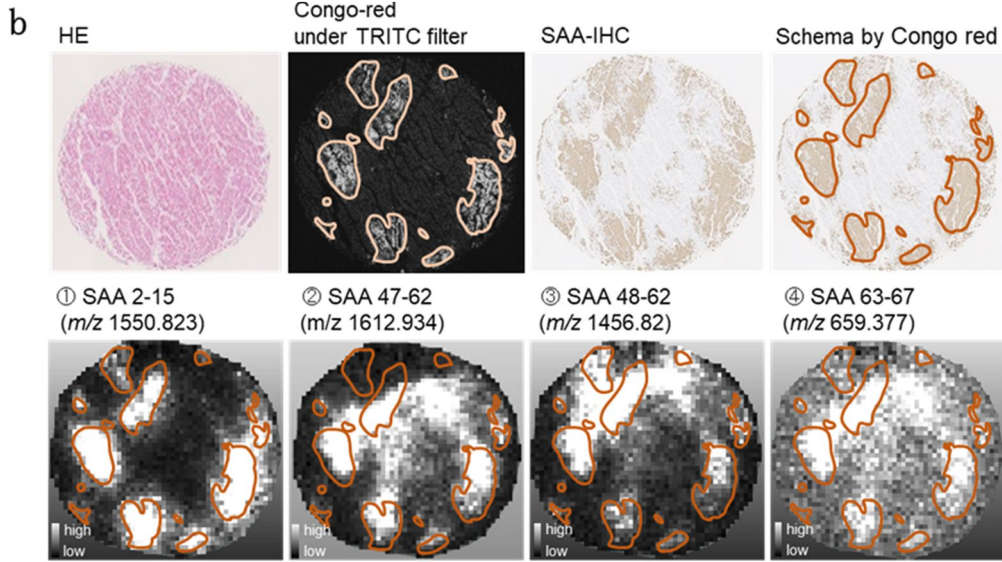 b
HE
Congo-red
under TRITC filter
SAA-IHC
Schema by Congo red
① SAA 2-15
(m/z 1550.823)
② SAA 47-62
(m/z 1612.934)
③ SAA 48-62
(m/z 1456.82)
④ SAA 63-67
(m/z 659.377)
high
low
high
low
high
low
high
low